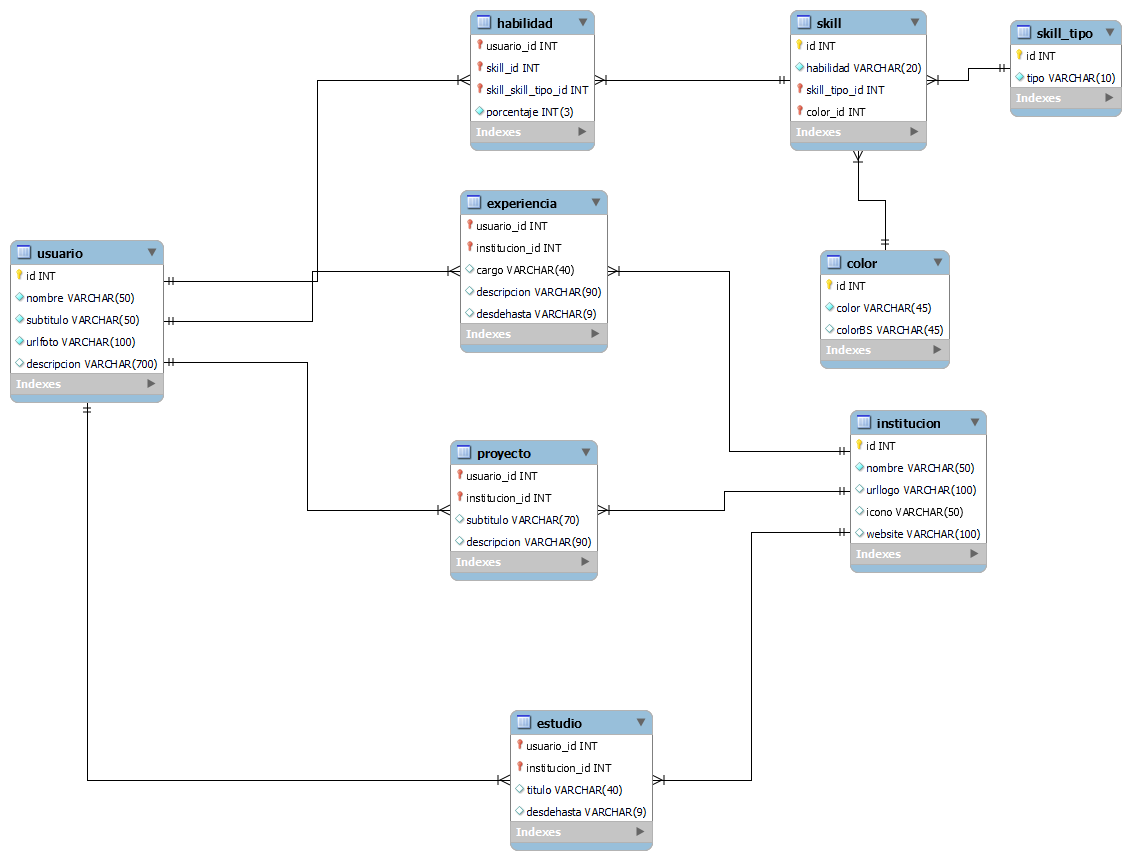 habilidad
usuario_id INT
skill_id INT
skill_skill_tipo_id INT
porcentaje INT(3)
Indexes
skill
id INT
habilidad VARCHAR(20)
skill_tipo_id INT
color_id INT
Indexes
skill_tipo
id INT
tipo VARCHAR(10)
Indexes
experiencia
usuario_id INT
institucion_id INT
cargo VARCHAR(40)
descripcion VARCHAR(90)
desdehasta VARCHAR(9)
Indexes
usuario
id INT
nombre VARCHAR(50)
subtitulo VARCHAR(50)
urlfoto VARCHAR(100)
descripcion VARCHAR(700)
Indexes
color
id INT
color VARCHAR(45)
colorBS VARCHAR(45)
Indexes
institucion
id INT
nombre VARCHAR(50)
urllogo VARCHAR(100)
icono VARCHAR(50)
website VARCHAR(100)
Indexes
proyecto
usuario_id INT
institucion_id INT
subtitulo VARCHAR(70)
descripcion VARCHAR(90)
Indexes
estudio
usuario_id INT
institucion_id INT
titulo VARCHAR(40)
desdehasta VARCHAR(9)
Indexes